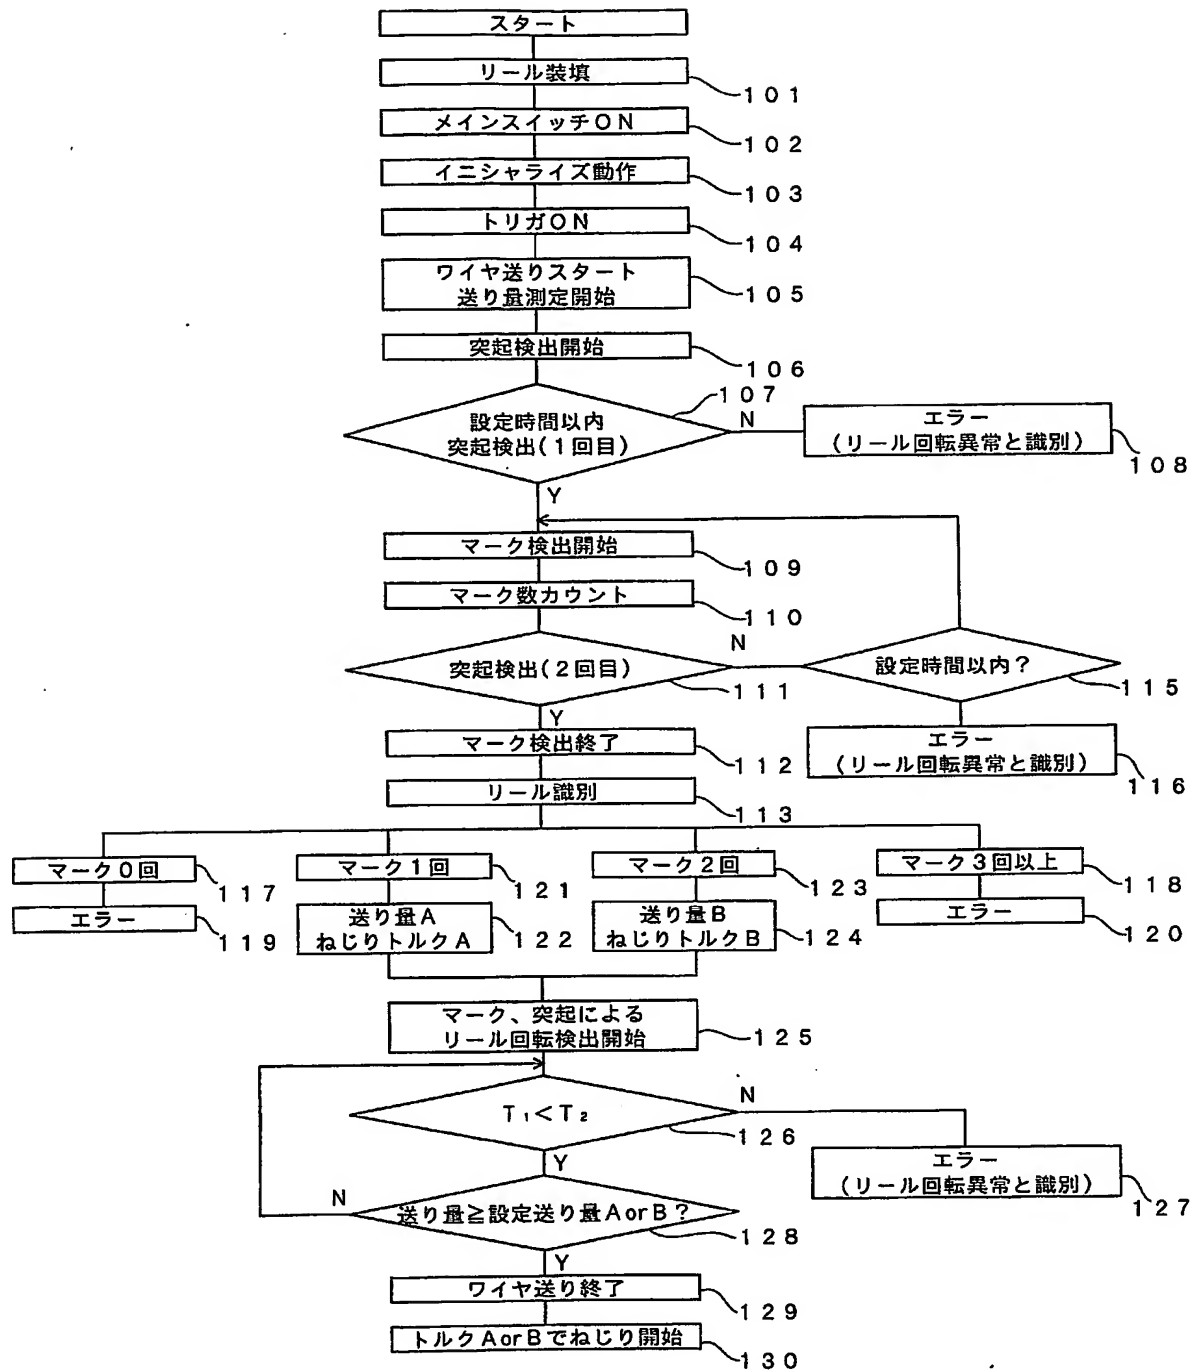 スタート
リール装填
101
メインスイッチON
102
イニシャライズ動作
103
トリガON
104
ワイヤ送りスタート
送り量測定開始
105
突起検出開始
106
107
設定時間以内
突起検出(1回目)
N
エラー
(リール回転異常と識別)
108
Y
マーク検出開始
109
マーク数カウント
110
突起検出(2回目)
N
111
設定時間以内?
115
Y
マーク検出終了
112
エラー
(リール回転異常と識別)
116
リール識別
113
マーク0回
117
マーク1回
121
マーク2回
123
マーク3回以上
118
エラー
119
送り量A
ねじりトルクA
122
送り量B
ねじりトルクB
124
エラー
120
マーク、突起による
リール回転検出開始
125
T₁<T₂
N
126
エラー
(リール回転異常と識別)
127
Y
N
送り量≧設定送り量AorB?
128
Y
ワイヤ送り終了
129
トルクAorBでねじり開始
130